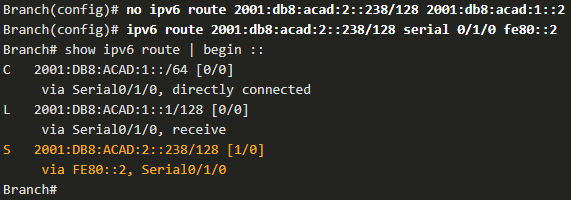 Branch(config)# no ipv6 route 2001:db8:acad:2::238/128 2001:db8:acad:1::2
Branch(config)# ipv6 route 2001:db8:acad:2::238/128 serial 0/1/0 fe80::2
Branch# show ipv6 route | begin ::
C   2001:DB8:ACAD:1::/64 [0/0]
     via Serial0/1/0, directly connected
L   2001:DB8:ACAD:1::1/128 [0/0]
     via Serial0/1/0, receive
S   2001:DB8:ACAD:2::238/128 [1/0]
     via FE80::2, Serial0/1/0
Branch#